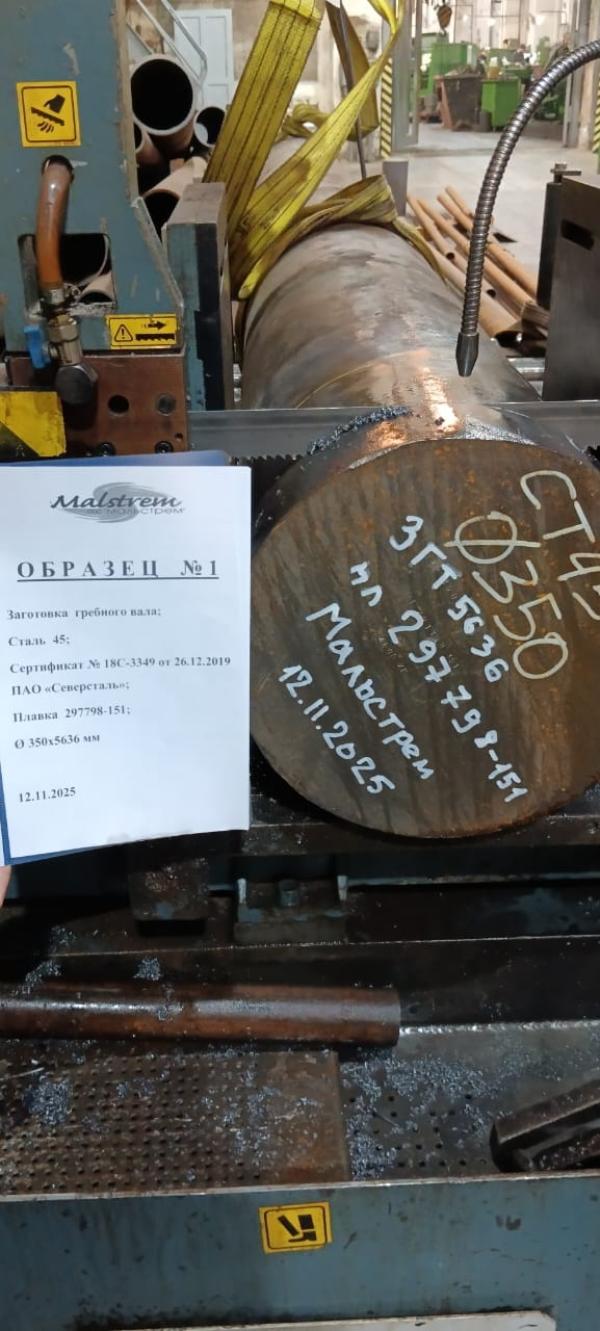 Malstrem
МАЛЬСТРЕМ
ОБРАЗЕЦ №1
Заготовка гребного вала;
Сталь 45;
Сертификат № 18С-3349 от 26.12.2019
ПАО «Северсталь»;
Плавка 297798-151;
Ø 350х5636 мм
12.11.2025
СТ45
Ø350
ЗГТ 5636
пл 297798-151
Мальстрем
12.11.2025